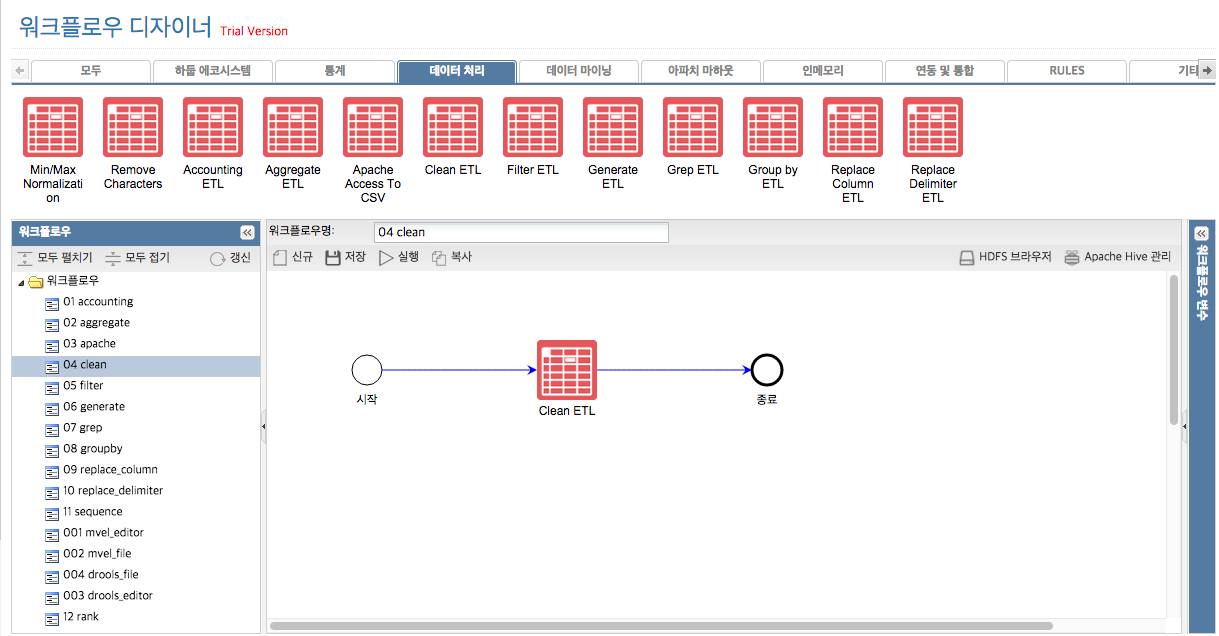 워크플로우 디자이너 Trial Version
모두 하둡 에코시스템 통계 데이터 처리 데이터 마이닝 아파치 마하웃 인메모리 연동 및 통합 RULES 기타
Min/Max
Normalizati
on
Remove
Characters
Accounting
ETL
Aggregate
ETL
Apache
Access To
CSV
Clean ETL
Filter ETL
Generate
ETL
Grep ETL
Group by
ETL
Replace
Column
ETL
Replace
Delimiter
ETL
워크플로우
모두 펼치기 모두 접기 갱신
워크플로우
01 accounting
02 aggregate
03 apache
04 clean
05 filter
06 generate
07 grep
08 groupby
09 replace_column
10 replace_delimiter
11 sequence
001 mvel_editor
002 mvel_file
004 drools_file
003 drools_editor
12 rank
워크플로우명: 04 clean
신규 저장 실행 복사 HDFS 브라우저 Apache Hive 관리
시작
Clean ETL
종료
워크플로우 변수